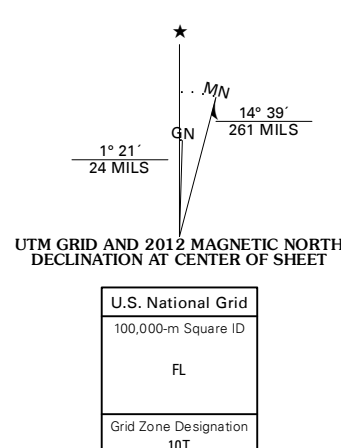 ★
MN
GN
14° 39´
261 MILS
1° 21´
24 MILS
UTM GRID AND 2012 MAGNETIC NORTH
DECLINATION AT CENTER OF SHEET
U.S. National Grid
100,000-m Square ID
FL
Grid Zone Designation
10T